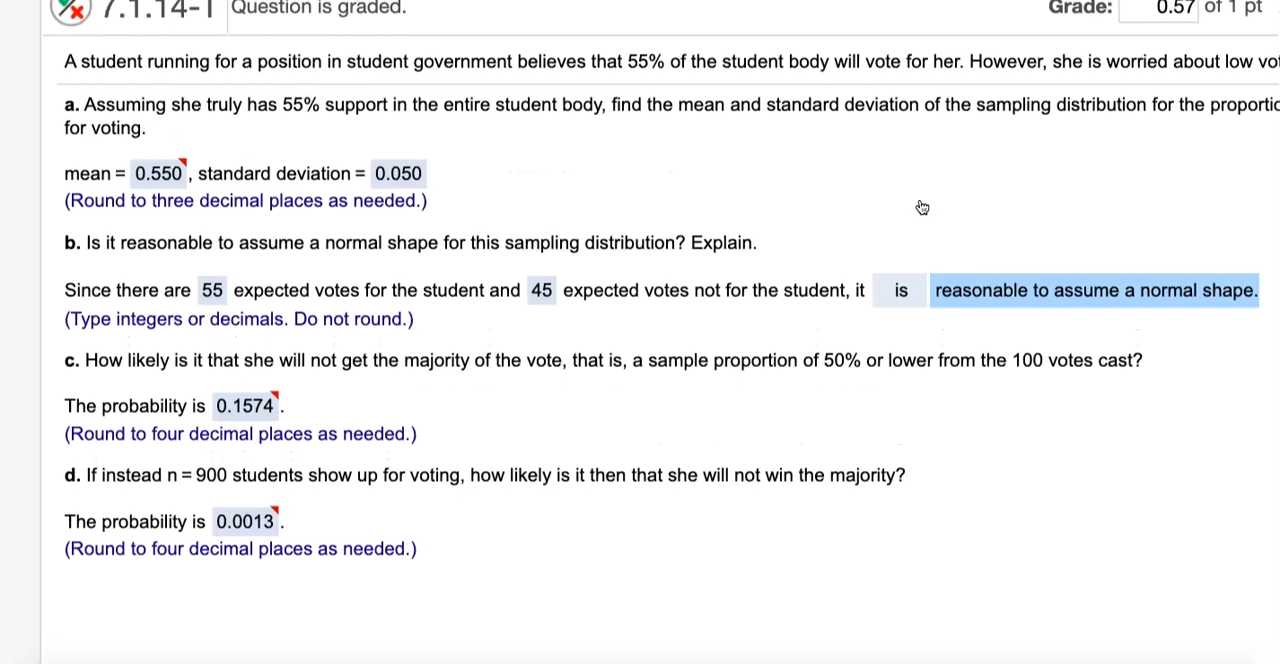 7.1.14-T Question is graded. Grade: 0.57 of 1 pt
A student running for a position in student government believes that 55% of the student body will vote for her. However, she is worried about low
a. Assuming she truly has 55% support in the entire student body, find the mean and standard deviation of the sampling distribution for the
for voting.
mean = 0.550, standard deviation = 0.050
(Round to three decimal places as needed.)
b. Is it reasonable to assume a normal shape for this sampling distribution? Explain.
Since there are 55 expected votes for the student and 45 expected votes not for the student, it is reasonable to assume a normal shape.
(Type integers or decimals. Do not round.)
c. How likely is it that she will not get the majority of the vote, that is, a sample proportion of 50% or lower from the 100 votes cast?
The probability is 0.1574.
(Round to four decimal places as needed.)
d. If instead n = 900 students show up for voting, how likely is it then that she will not win the majority?
The probability is 0.0013.
(Round to four decimal places as needed.)